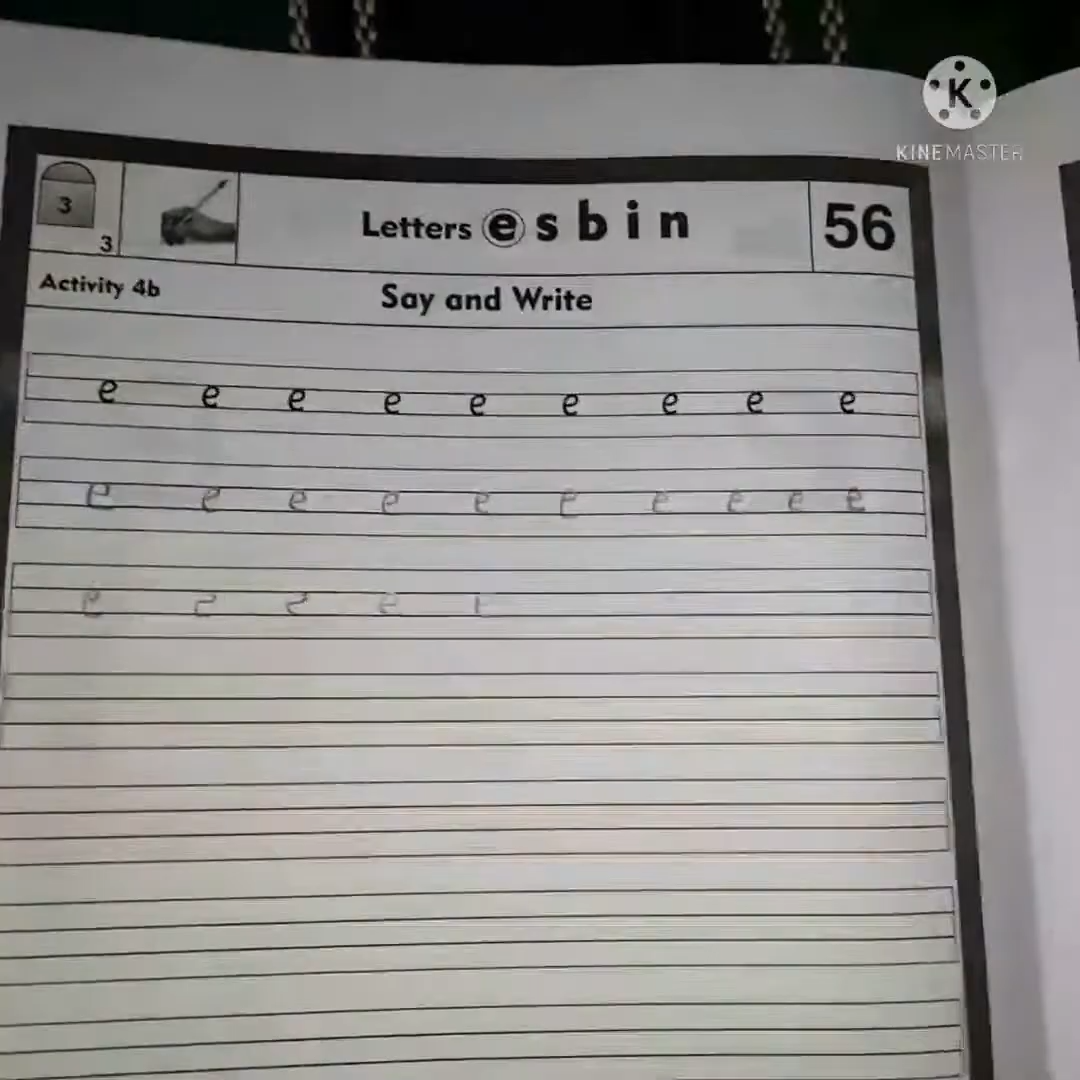 K
KINEMASTER
3
3
Letters e s b i n
56
Activity 4b
Say and Write
e e e e e e e e e
e e e e e e e e e e
e e e e